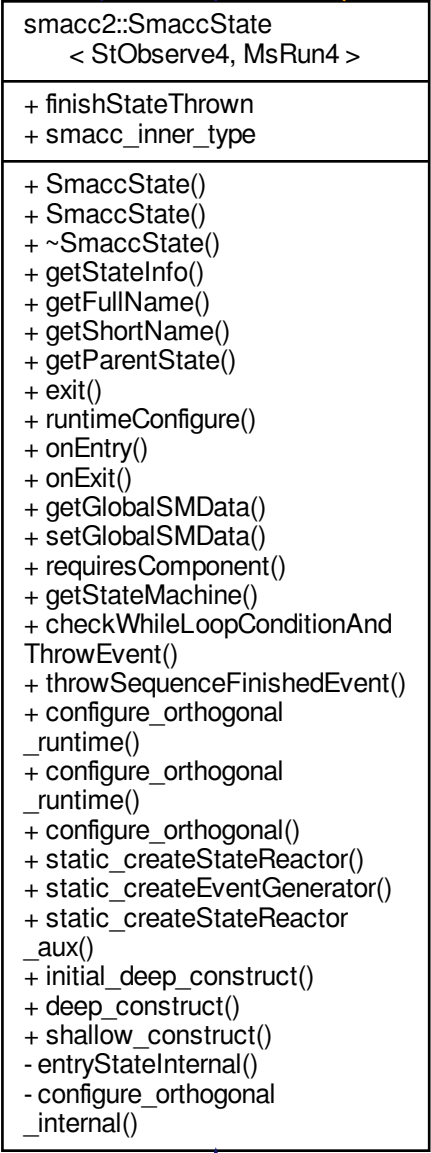 smacc2::SmaccState
< StObserve4, MsRun4 >
+ finishStateThrown
+ smacc_inner_type
+ SmaccState()
+ SmaccState()
+ ~SmaccState()
+ getStateInfo()
+ getFullName()
+ getShortName()
+ getParentState()
+ exit()
+ runtimeConfigure()
+ onEntry()
+ onExit()
+ getGlobalSMData()
+ setGlobalSMData()
+ requiresComponent()
+ getStateMachine()
+ checkWhileLoopConditionAnd
ThrowEvent()
+ throwSequenceFinishedEvent()
+ configure_orthogonal
_runtime()
+ configure_orthogonal
_runtime()
+ configure_orthogonal()
+ static_createStateReactor()
+ static_createEventGenerator()
+ static_createStateReactor
_aux()
+ initial_deep_construct()
+ deep_construct()
+ shallow_construct()
- entryStateInternal()
- configure_orthogonal
_internal()